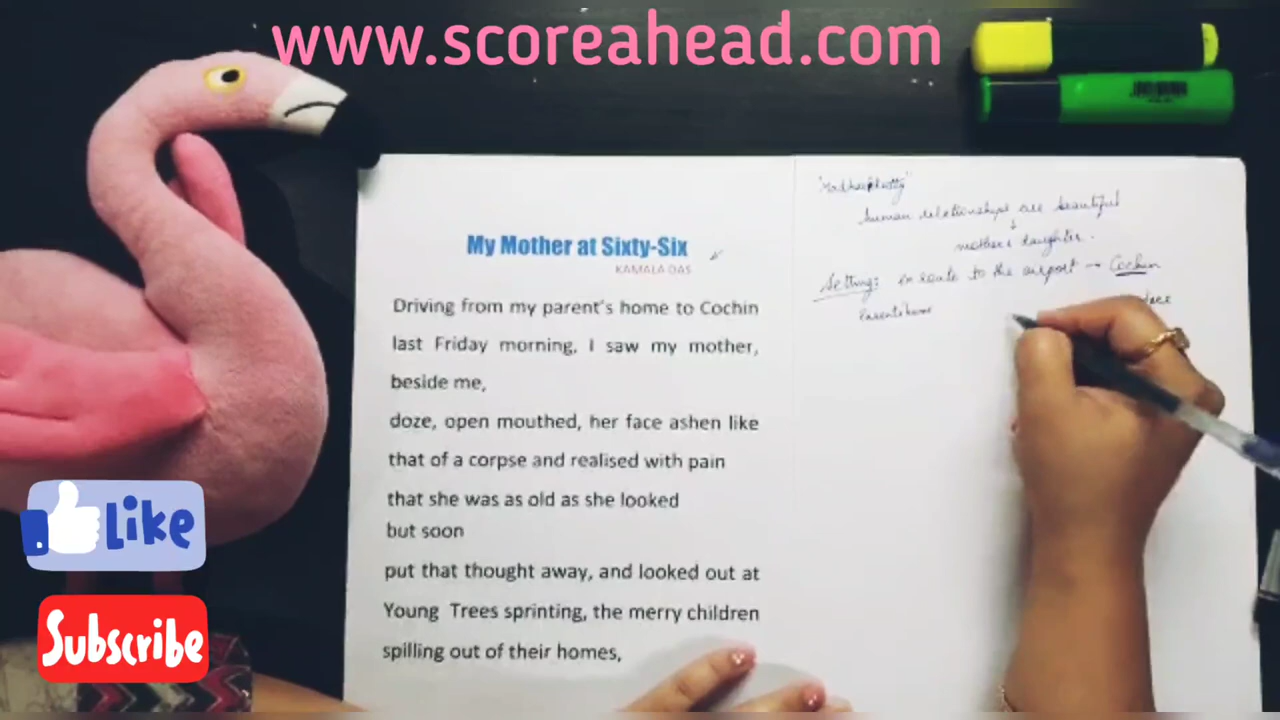 www.scoreahead.com
My Mother at Sixty-Six
KAMALA DAS
Driving from my parent's home to Cochin
last Friday morning, I saw my mother,
beside me,
doze, open mouthed, her face ashen like
that of a corpse and realised with pain
that she was as old as she looked
but soon
put that thought away, and looked out at
Young Trees sprinting, the merry children
spilling out of their homes,
human relationships are beautiful
↓
mother & daughter.
Setting: en route to the airport → Cochin
Parents home
Like
Subscribe